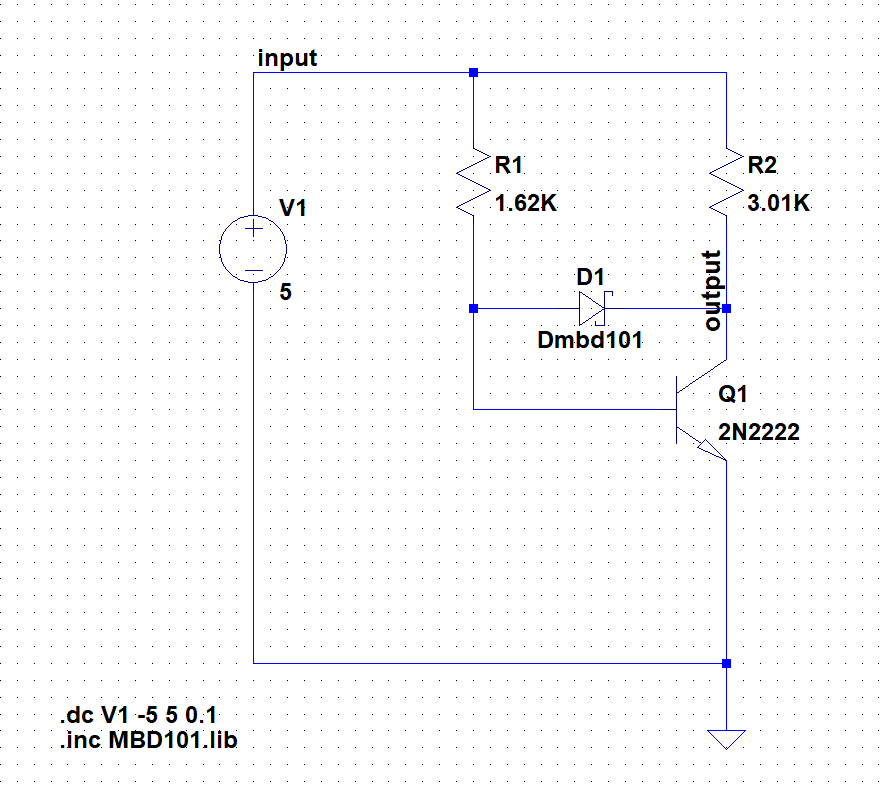 input
V1
5
R1
1.62K
R2
3.01K
output
D1
Dmbd101
Q1
2N2222
.dc V1 -5 5 0.1
.inc MBD101.lib